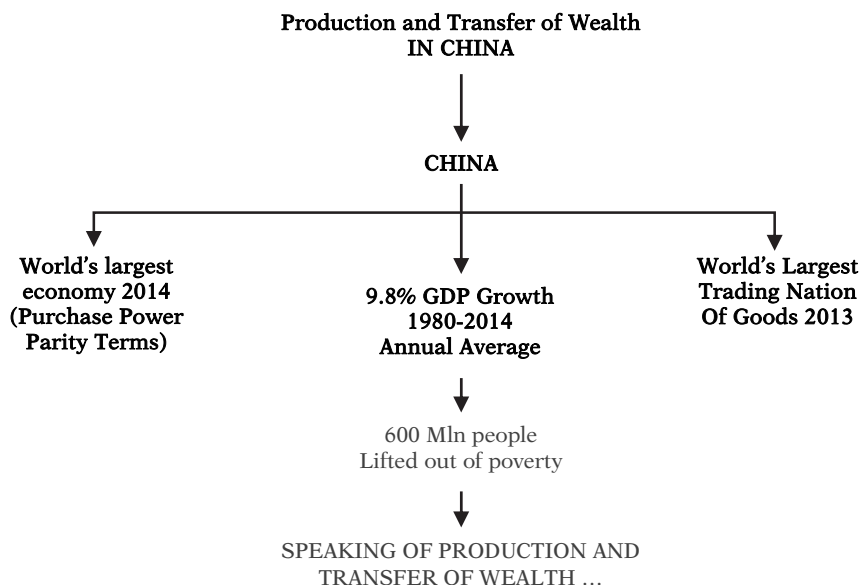 Production and Transfer of Wealth
IN CHINA
CHINA
World's largest
economy 2014
(Purchase Power
Parity Terms)
9.8% GDP Growth
1980-2014
Annual Average
World's Largest
Trading Nation
Of Goods 2013
600 Mln people
Lifted out of poverty
SPEAKING OF PRODUCTION AND
TRANSFER OF WEALTH ...